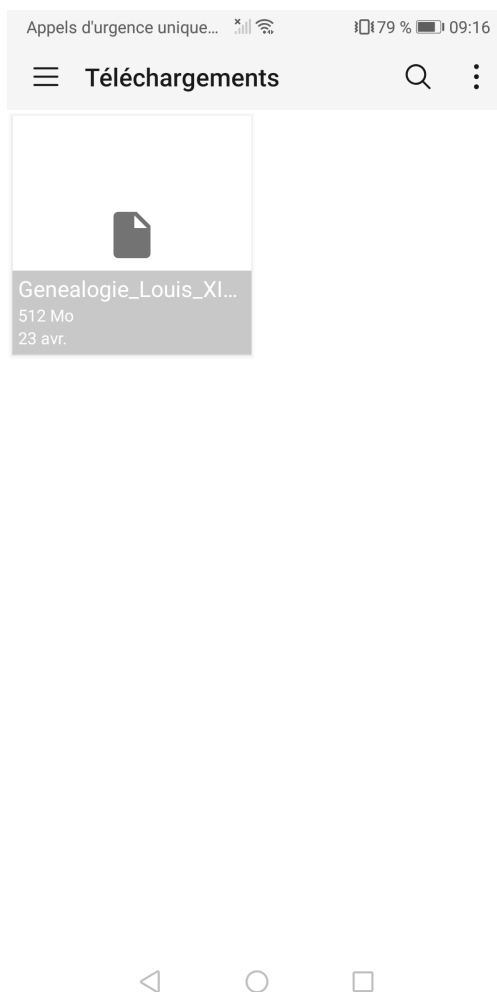 Appels d'urgence unique... 79 % 09:16
Téléchargements
Genealogie_Louis_XI...
512 Mo
23 avr.